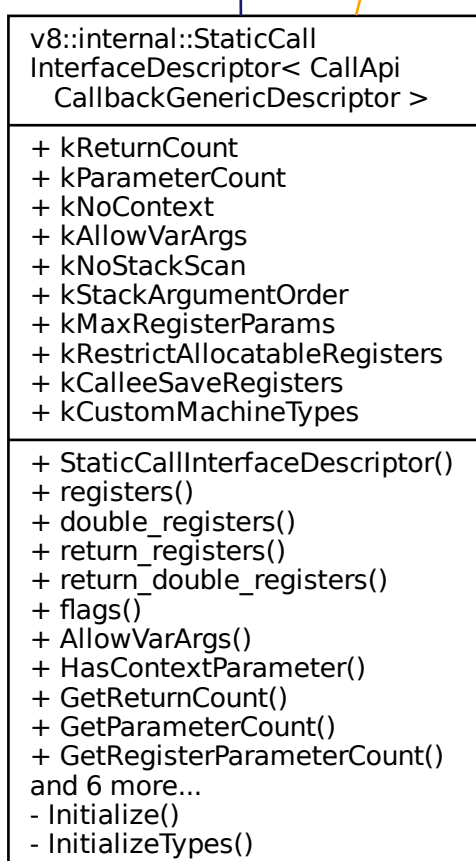 v8::internal::StaticCall
InterfaceDescriptor< CallApi
CallbackGenericDescriptor >
+ kReturnCount
+ kParameterCount
+ kNoContext
+ kAllowVarArgs
+ kNoStackScan
+ kStackArgumentOrder
+ kMaxRegisterParams
+ kRestrictAllocatableRegisters
+ kCalleeSaveRegisters
+ kCustomMachineTypes
+ StaticCallInterfaceDescriptor()
+ registers()
+ double_registers()
+ return_registers()
+ return_double_registers()
+ flags()
+ AllowVarArgs()
+ HasContextParameter()
+ GetReturnCount()
+ GetParameterCount()
+ GetRegisterParameterCount()
and 6 more...
- Initialize()
- InitializeTypes()